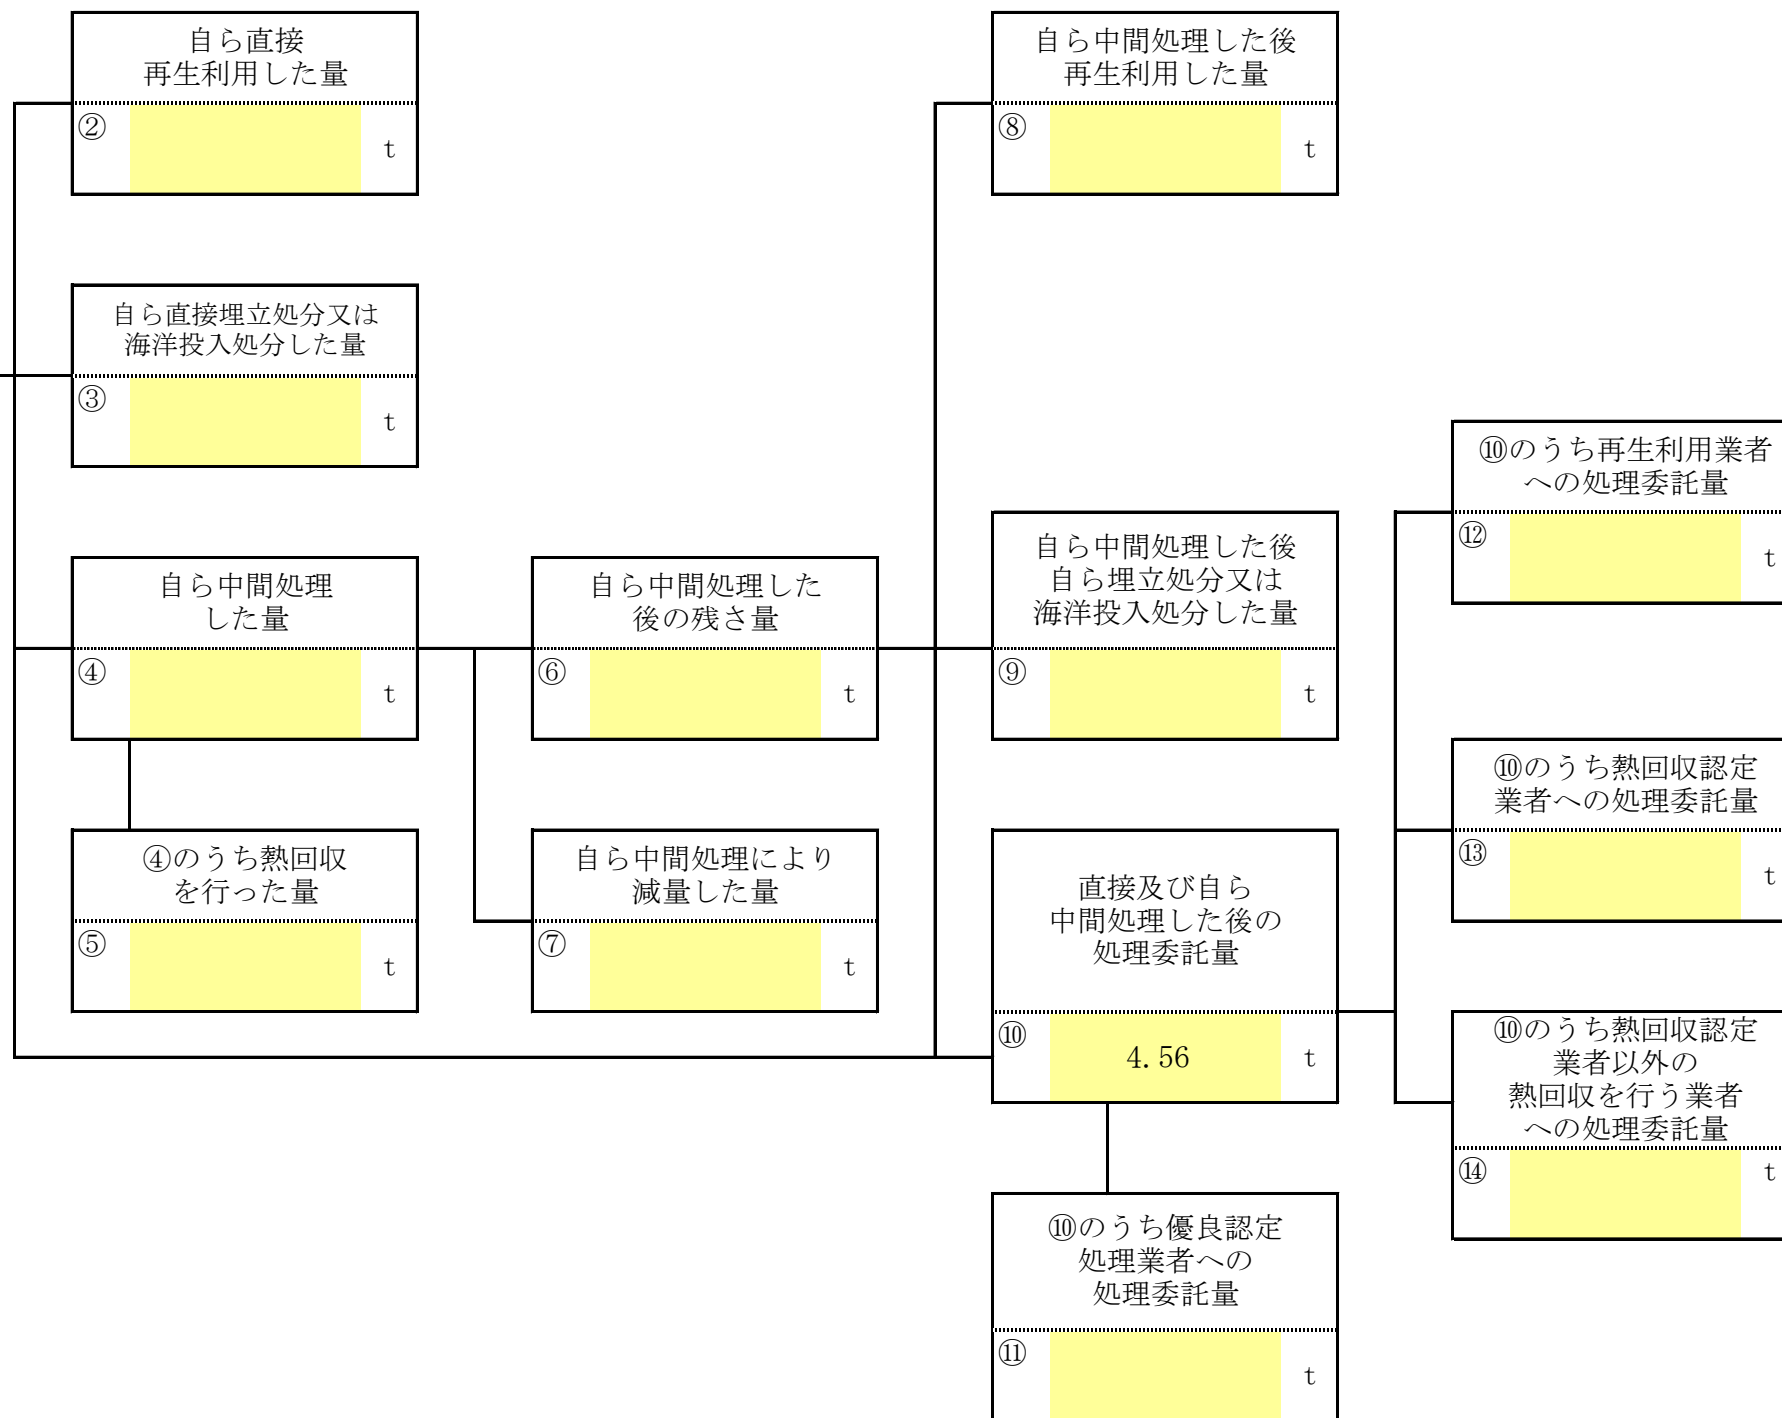 自ら直接
再生利用した量
②
t
自ら直接埋立処分又は
海洋投入処分した量
③
t
自ら中間処理
した量
④
t
④のうち熱回収
を行った量
⑤
t
自ら中間処理した
後の残さ量
⑥
t
自ら中間処理により
減量した量
⑦
t
自ら中間処理した後
再生利用した量
⑧
t
自ら中間処理した後
自ら埋立処分又は
海洋投入処分した量
⑨
t
直接及び自ら
中間処理した後の
処理委託量
⑩ 4.56 t
⑩のうち優良認定
処理業者への
処理委託量
⑪
t
⑩のうち再生利用業者
への処理委託量
⑫
t
⑩のうち熱回収認定
業者への処理委託量
⑬
t
⑩のうち熱回収認定
業者以外の
熱回収を行う業者
への処理委託量
⑭
t